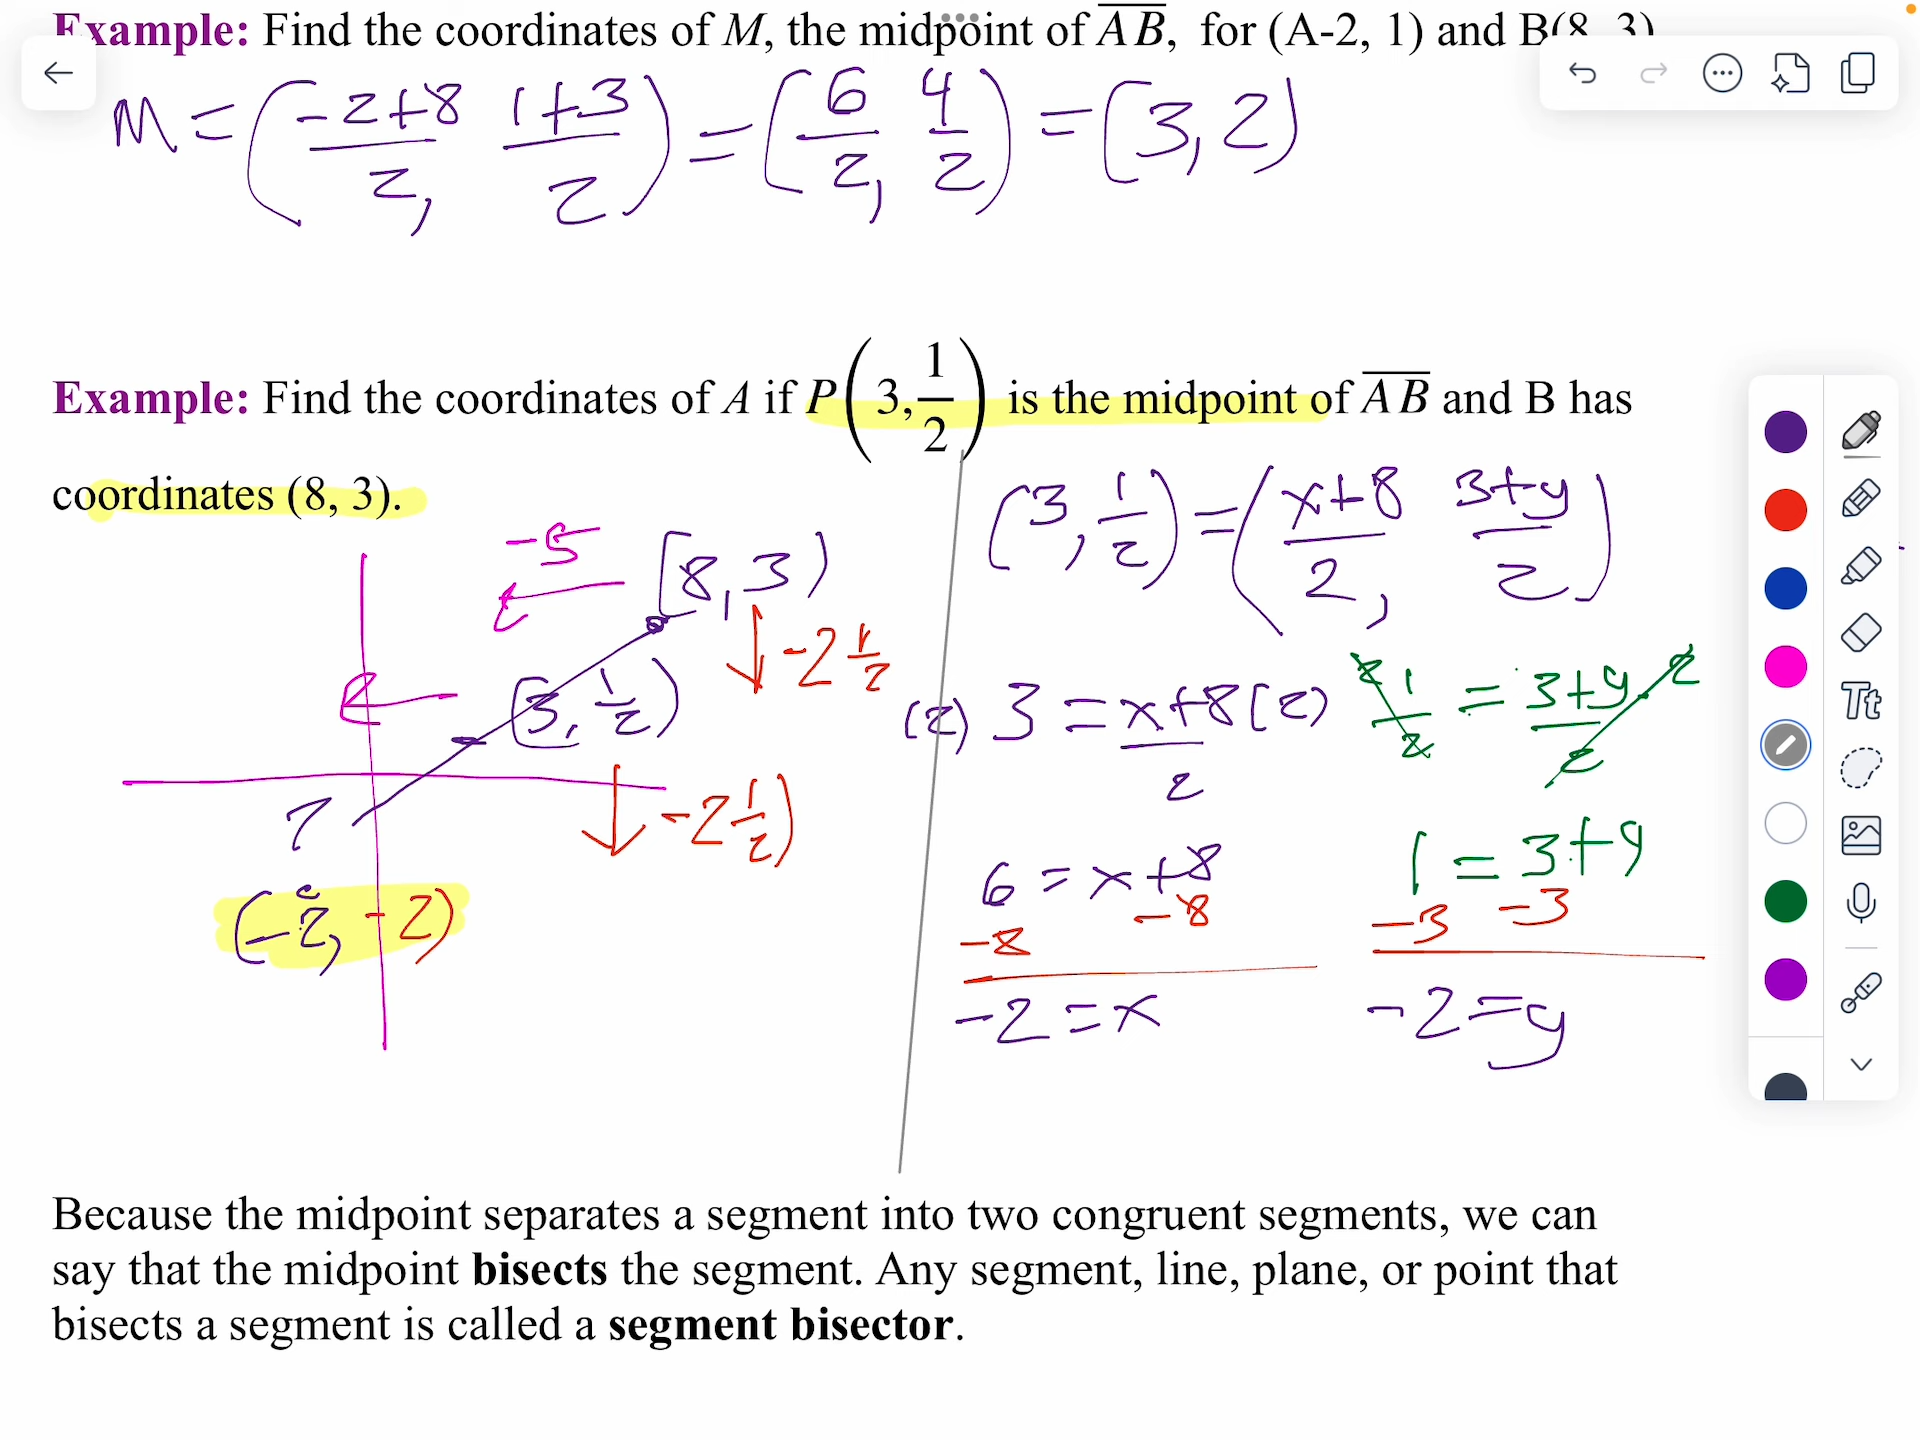 Example: Find the coordinates of M, the midpoint of AB, for (A-2, 1) and B(8, 3)
M = (-2+8/2, 1+3/2) = (6/2, 4/2) = (3, 2)
Example: Find the coordinates of A if P(3, 1/2) is the midpoint of AB and B has
coordinates (8, 3).
-5
(8, 3)
-2 1/2
(3, 1/2)
?
-2 1/2)
(-2, -2)
(3, 1/2) = (x+8/2, 3+y/2)
(2) 3 = x+8/2 (2)
6 = x+8
-8 -8
-2 = x
2 1/2 = 3+y/2 . 2
1 = 3+y
-3 -3
-2 = y
Because the midpoint separates a segment into two congruent segments, we can
say that the midpoint bisects the segment. Any segment, line, plane, or point that
bisects a segment is called a segment bisector.
Tt